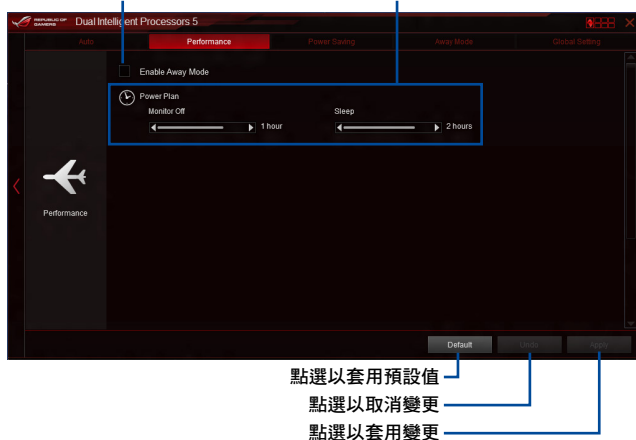 REPUBLIC OF GAMERS Dual Intelligent Processors 5
Auto Performance Power Saving Away Mode Global Setting
Enable Away Mode
Power Plan
Monitor Off Sleep
1 hour 2 hours
Performance
Default Undo Apply
點選以套用預設值
點選以取消變更
點選以套用變更